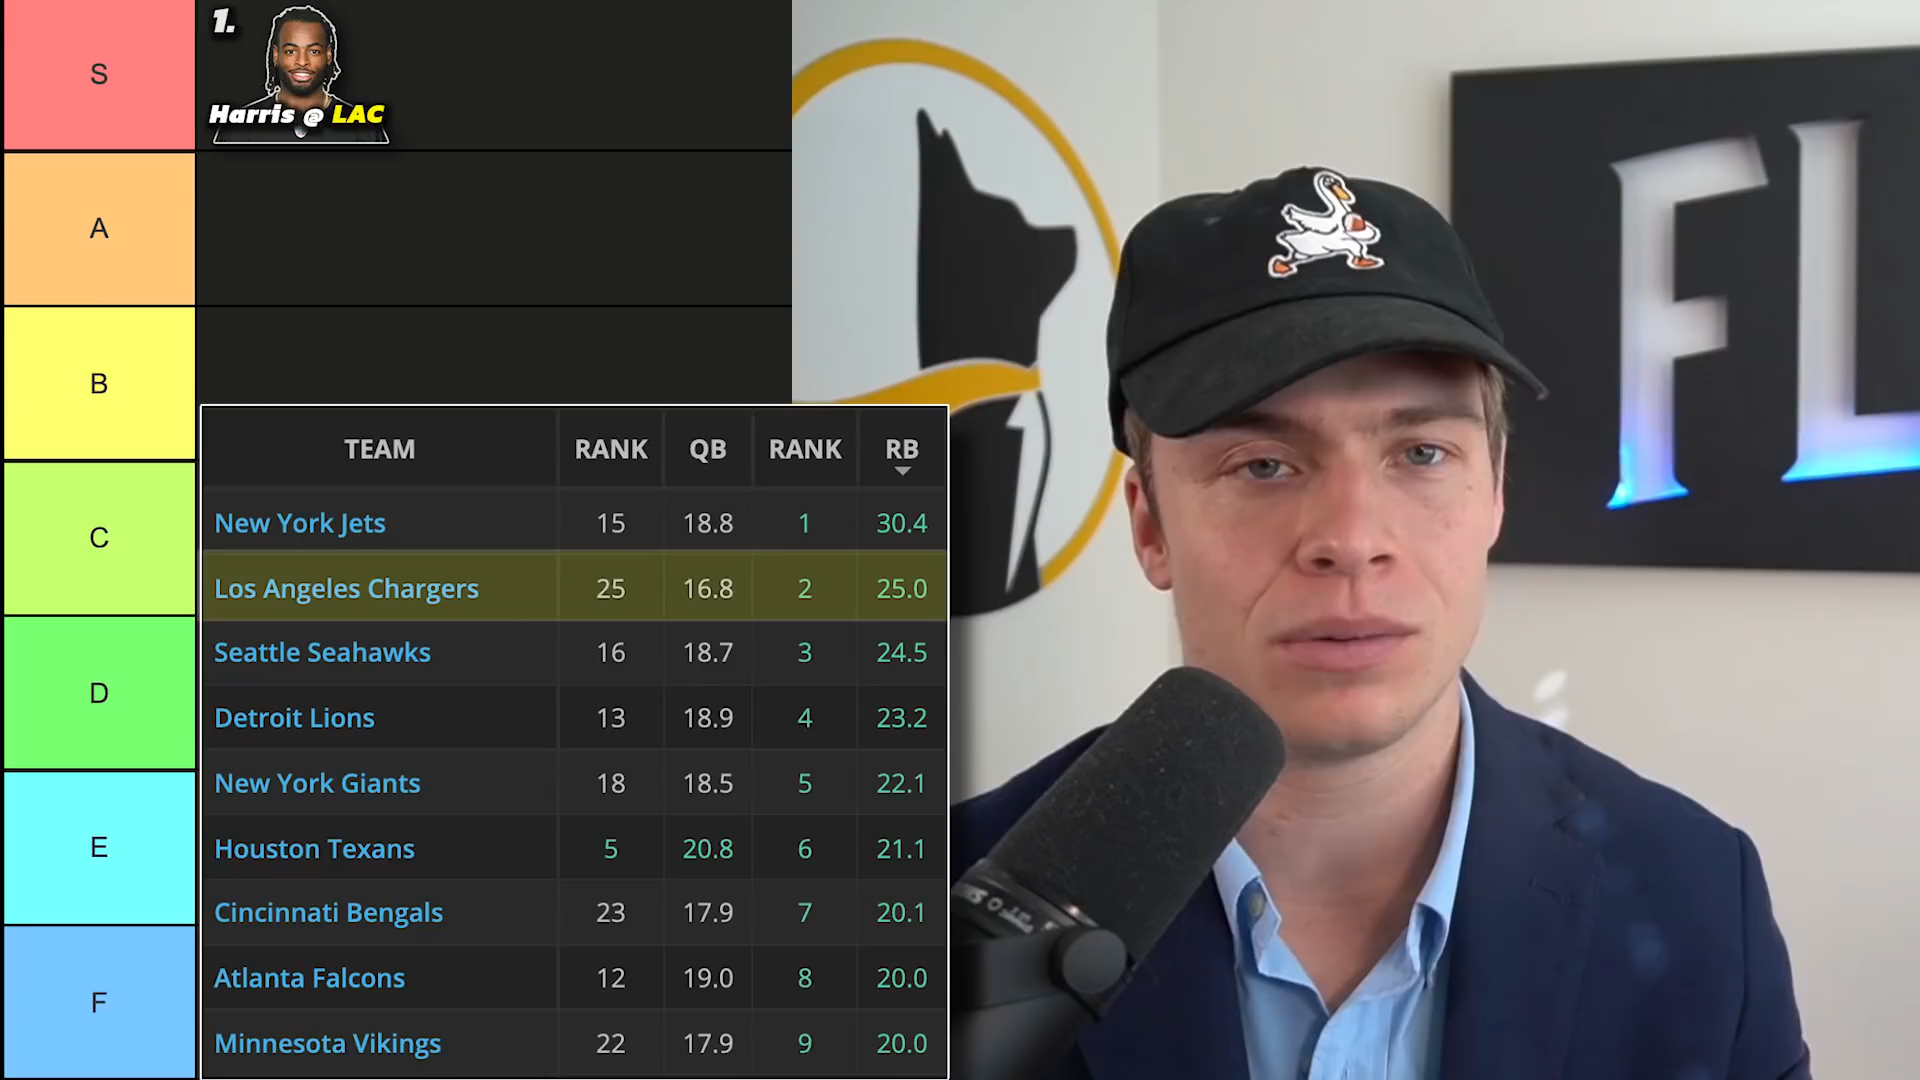 S
1.
Harris @ LAC
A
B
C
D
E
F
TEAM RANK QB RANK RB
New York Jets 15 18.8 1 30.4
Los Angeles Chargers 25 16.8 2 25.0
Seattle Seahawks 16 18.7 3 24.5
Detroit Lions 13 18.9 4 23.2
New York Giants 18 18.5 5 22.1
Houston Texans 5 20.8 6 21.1
Cincinnati Bengals 23 17.9 7 20.1
Atlanta Falcons 12 19.0 8 20.0
Minnesota Vikings 22 17.9 9 20.0
FL